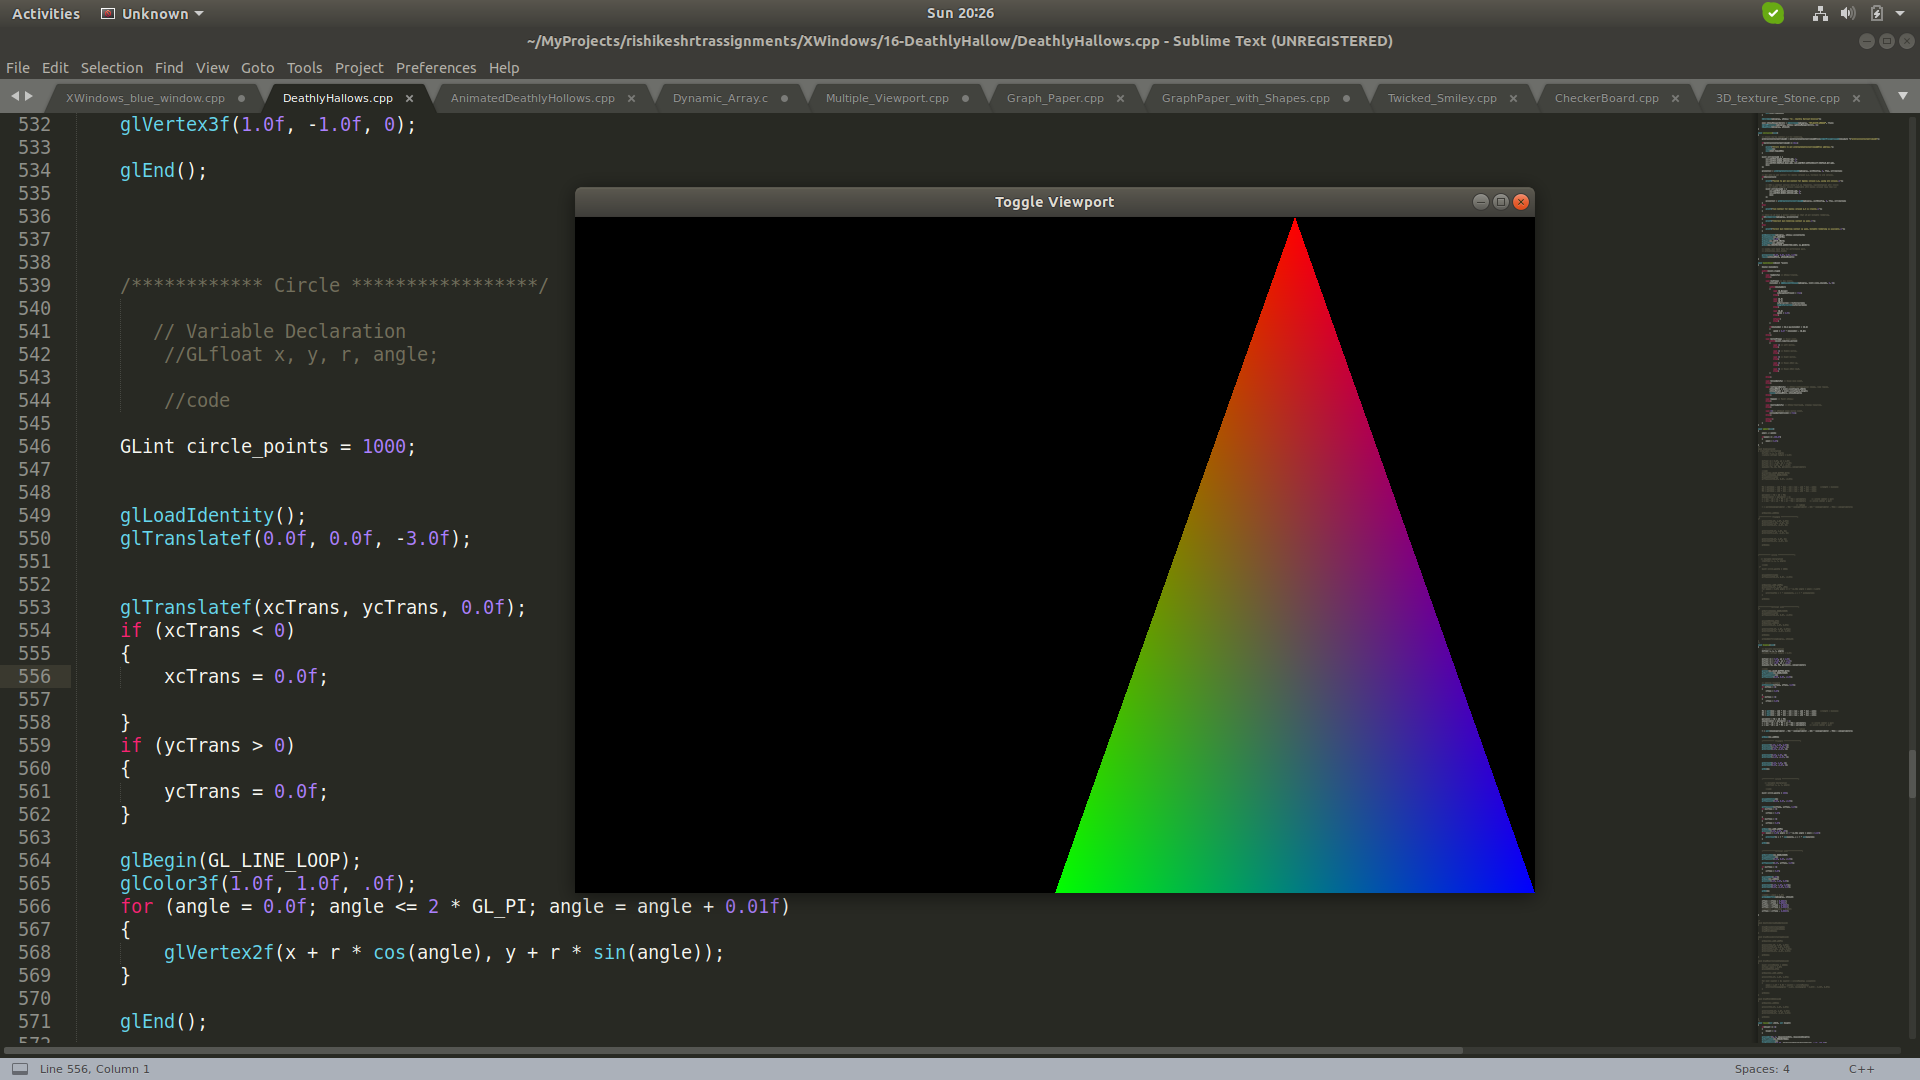 Activities Unknown Sun 20:26
~/MyProjects/rishikeshrtrassignments/XWindows/16-DeathlyHallow/DeathlyHallows.cpp - Sublime Text (UNREGISTERED)
File Edit Selection Find View Goto Tools Project Preferences Help
XWindows_blue_window.cpp DeathlyHallows.cpp AnimatedDeathlyHollows.cpp Dynamic_Array.c Multiple_Viewport.cpp Graph_Paper.cpp GraphPaper_with_Shapes.cpp Twicked_Smiley.cpp CheckerBoard.cpp 3D_texture_Stone.cpp
532 glVertex3f(1.0f, -1.0f, 0);
533
534 glEnd();
535
Toggle Viewport
536
537
538
539 /************ Circle *****************/
540
541 // Variable Declaration
542 //GLfloat x, y, r, angle;
543
544 //code
545
546 GLint circle_points = 1000;
547
548
549 glLoadIdentity();
550 glTranslatef(0.0f, 0.0f, -3.0f);
551
552
553 glTranslatef(xcTrans, ycTrans, 0.0f);
554 if (xcTrans < 0)
555 {
556 xcTrans = 0.0f;
557
558 }
559 if (ycTrans > 0)
560 {
561 ycTrans = 0.0f;
562 }
563
564 glBegin(GL_LINE_LOOP);
565 glColor3f(1.0f, 1.0f, .0f);
566 for (angle = 0.0f; angle <= 2 * GL_PI; angle = angle + 0.01f)
567 {
568 glVertex2f(x + r * cos(angle), y + r * sin(angle));
569 }
570
571 glEnd();
572
Line 556, Column 1 Spaces: 4 C++